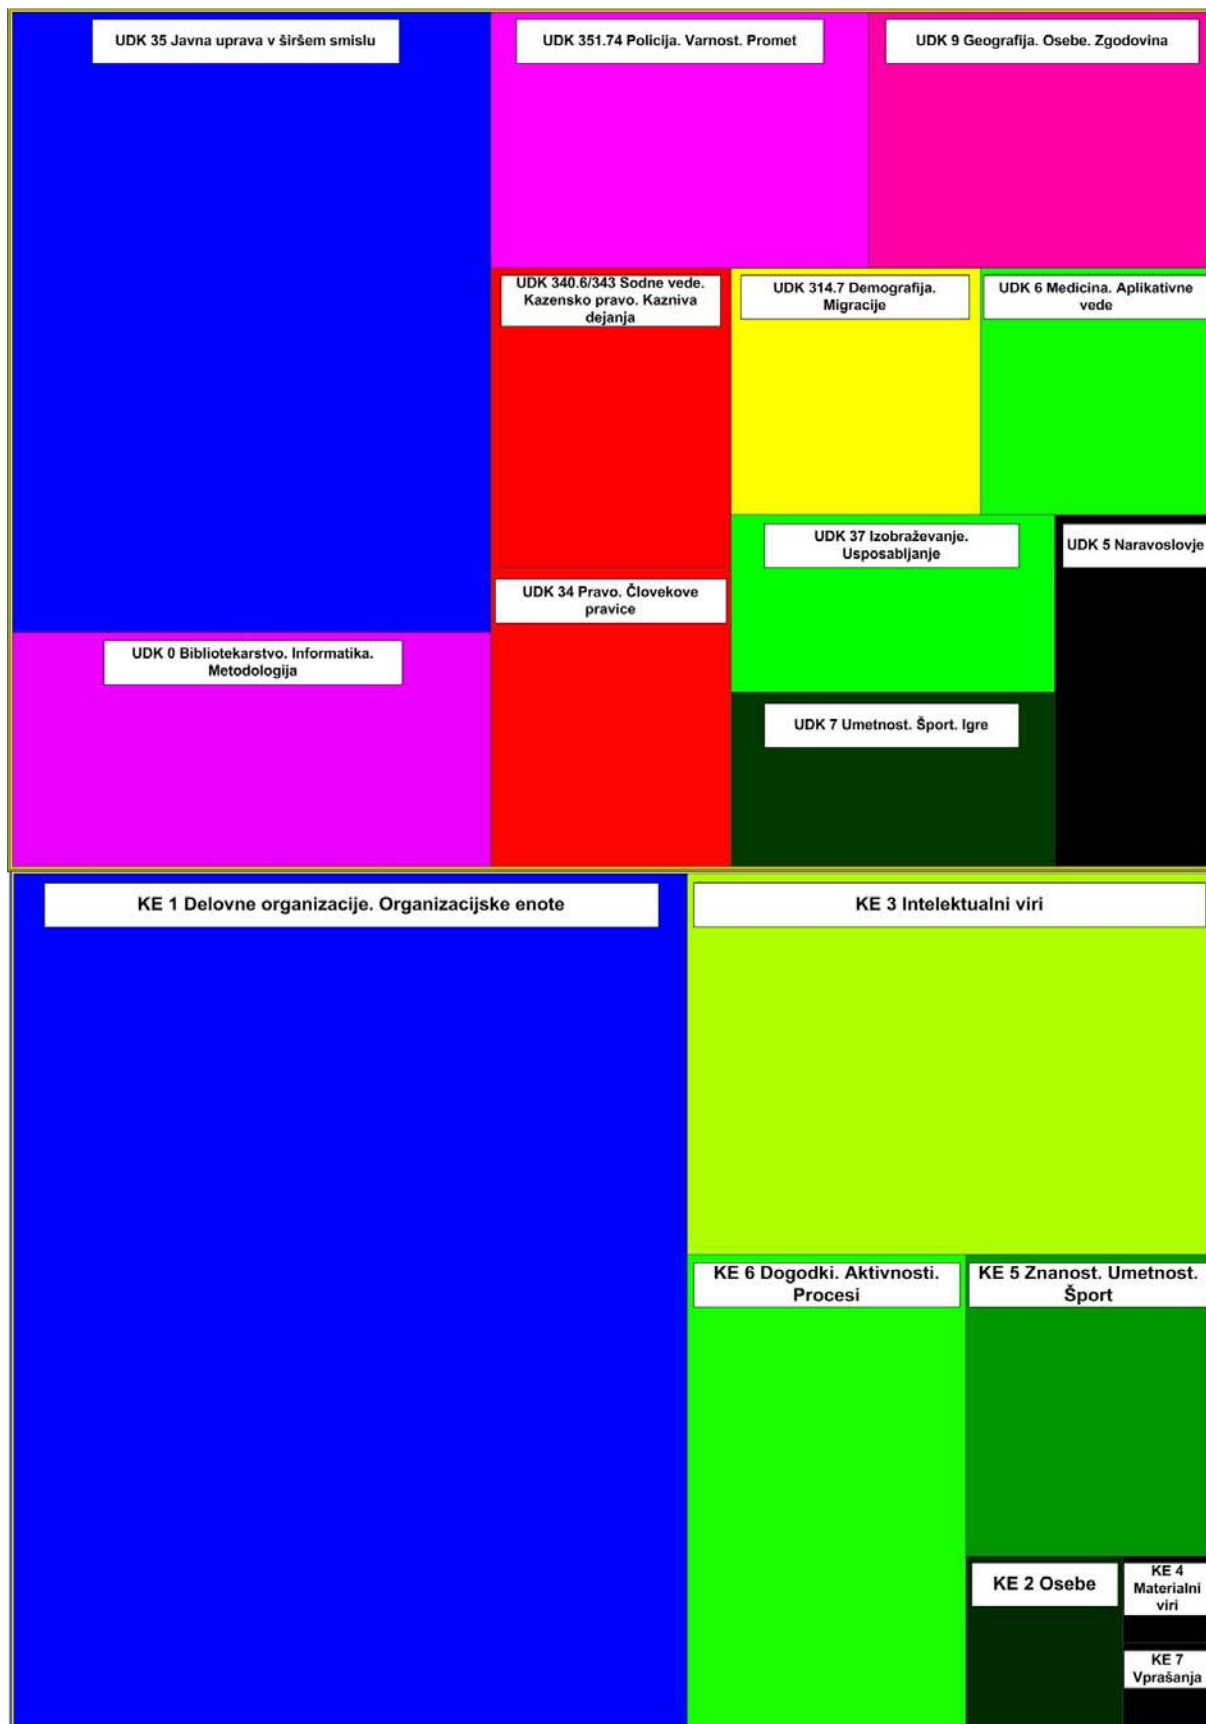 UDK 35 Javna uprava v širšem smislu
UDK 351.74 Policija. Varnost. Promet
UDK 9 Geografija. Osebe. Zgodovina
UDK 340.6/343 Sodne vede.
Kazensko pravo. Kazniva
dejanja
UDK 314.7 Demografija.
Migracije
UDK 6 Medicina. Aplikativne
vede
UDK 37 Izobraževanje.
Usposabljanje
UDK 5 Naravoslovje
UDK 34 Pravo. Človekove
pravice
UDK 0 Bibliotekarstvo. Informatika.
Metodologija
UDK 7 Umetnost. Šport. Igre
KE 1 Delovne organizacije. Organizacijske enote
KE 3 Intelektualni viri
KE 6 Dogodki. Aktivnosti.
Procesi
KE 5 Znanost. Umetnost.
Šport
KE 2 Osebe
KE 4
Materialni
viri
KE 7
Vprašanja